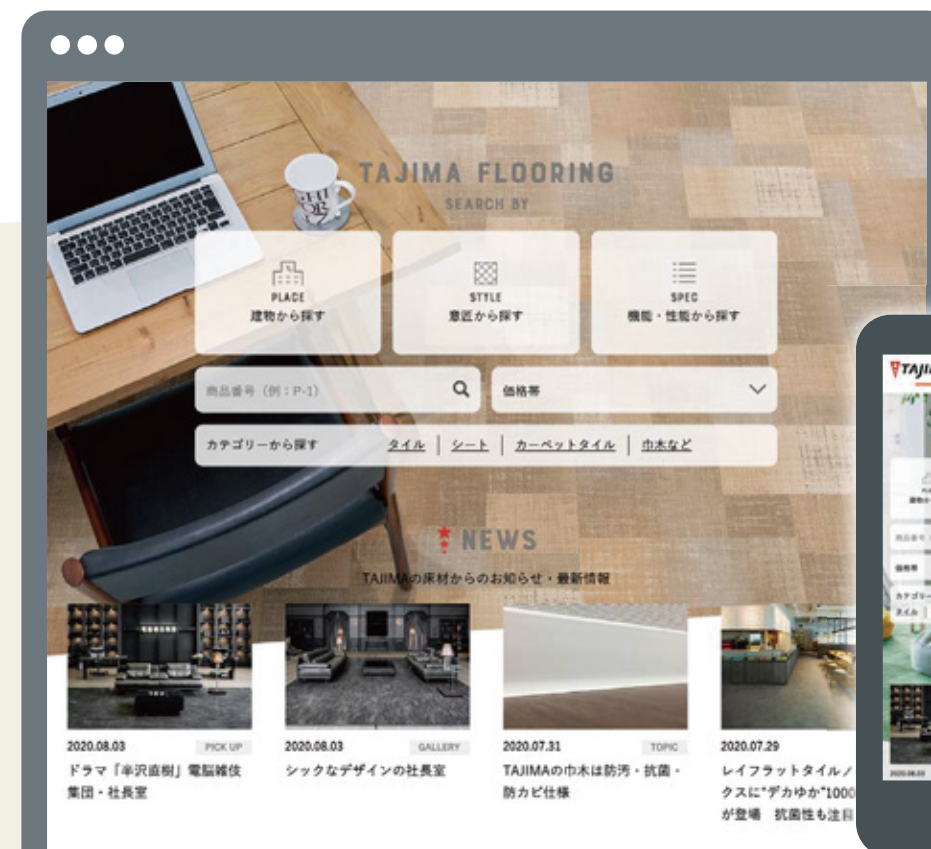 TAJIMA FLOORING
SEARCH BY
PLACE
建物から探す
STYLE
意匠から探す
SPEC
機能・性能から探す
商品番号（例：P-1）
価格帯
カテゴリーから探す
タイル | シート | カーペットタイル | 巾木など
NEWS
TAJIMAの床材からのお知らせ・最新情報
2020.08.03 PICK UP
ドラマ「半沢直樹」電脳雑伎
集団・社長室
2020.08.03 GALLERY
シックなデザインの社長室
2020.07.31 TOPIC
TAJIMAの巾木は防汚・抗菌・
防カビ仕様
2020.07.29
レイフラットタイル／
クスに"デカゆか"1000
が登場　抗菌性も注目
価格帯
タイル
2020.08.03